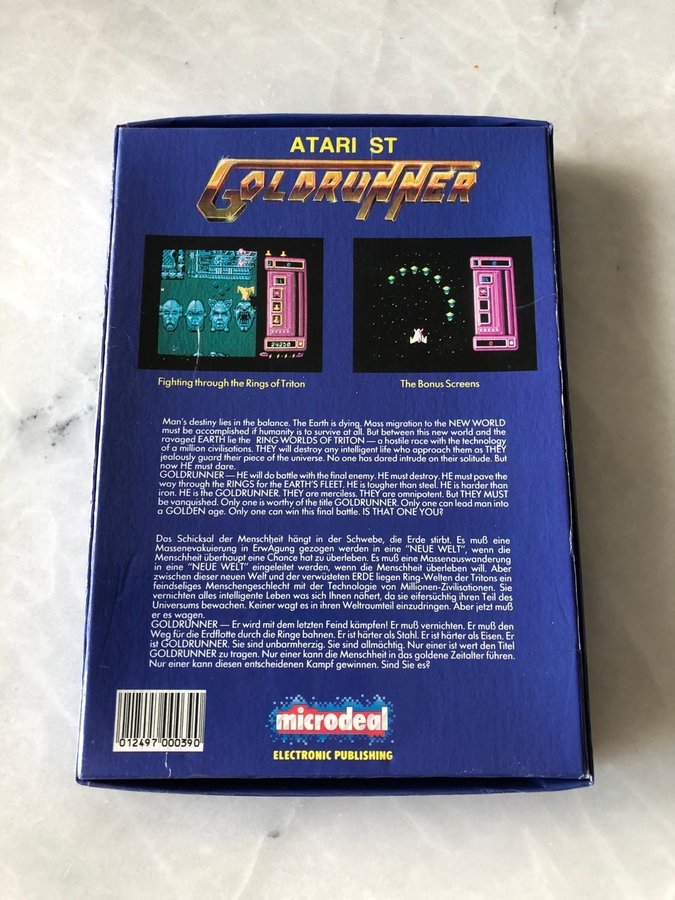 ATARI ST
GOLDRUNNER
24210
Fighting through the Rings of Triton
The Bonus Screens
Man's destiny lies in the balance. The Earth is dying. Mass migration to the NEW WORLD
must be accomplished if humanity is to survive at all. But between this new world and the
ravaged EARTH lie the RING WORLDS OF TRITON — a hostile race with the technology
of a million civilisations. THEY will destroy any intelligent life who approach them as THEY
jealously guard their piece of the universe. No one has dared intrude on their solitude. But
now HE must dare.
GOLDRUNNER — HE will do battle with the final enemy. HE must destroy. HE must pave the
way through the RINGS for the EARTH'S FLEET. HE is tougher than steel. HE is harder than
iron. HE is the GOLDRUNNER. THEY are merciless. THEY are omnipotent. But THEY MUST
be vanquished. Only one is worthy of the title GOLDRUNNER. Only one can lead man into
a GOLDEN age. Only one can win this final battle. IS THAT ONE YOU?
Das Schicksal der Menschheit hängt in der Schwebe, die Erde stirbt. Es muß eine
Massenevakuierung in ErwAgung gezogen werden in eine "NEUE WELT", wenn die
Menschheit überhaupt eine Chance hat zu überleben. Es muß eine Massenauswanderung
in eine "NEUE WELT" eingeleitet werden, wenn die Menschheit überleben will. Aber
zwischen dieser neuen Welt und der verwüsteten ERDE liegen Ring-Welten der Tritons ein
feindseliges Menschengeschlecht mit der Technologie von Millionen-Zivilisationen. Sie
vernichten alles intelligente Leben was sich Ihnen nähert, da sie eifersüchtig ihren Teil des
Universums bewachen. Keiner wagt es in ihren Weltraumteil einzudringen. Aber jetzt muß
er es wagen.
GOLDRUNNER — Er wird mit dem letzten Feind kämpfen! Er muß vernichten. Er muß den
Weg für die Erdflotte durch die Ringe bahnen. Er ist härter als Stahl. Er ist härter als Eisen. Er
ist GOLDRUNNER. Sie sind unbarmherzig. Sie sind allmächtig. Nur einer ist wert den Titel
GOLDRUNNER zu tragen. Nur einer kann die Menschheit in das goldene Zeitalter führen.
Nur einer kann diesen entscheidenen Kampf gewinnen. Sind Sie es?
012497 000390
microdeal
ELECTRONIC PUBLISHING